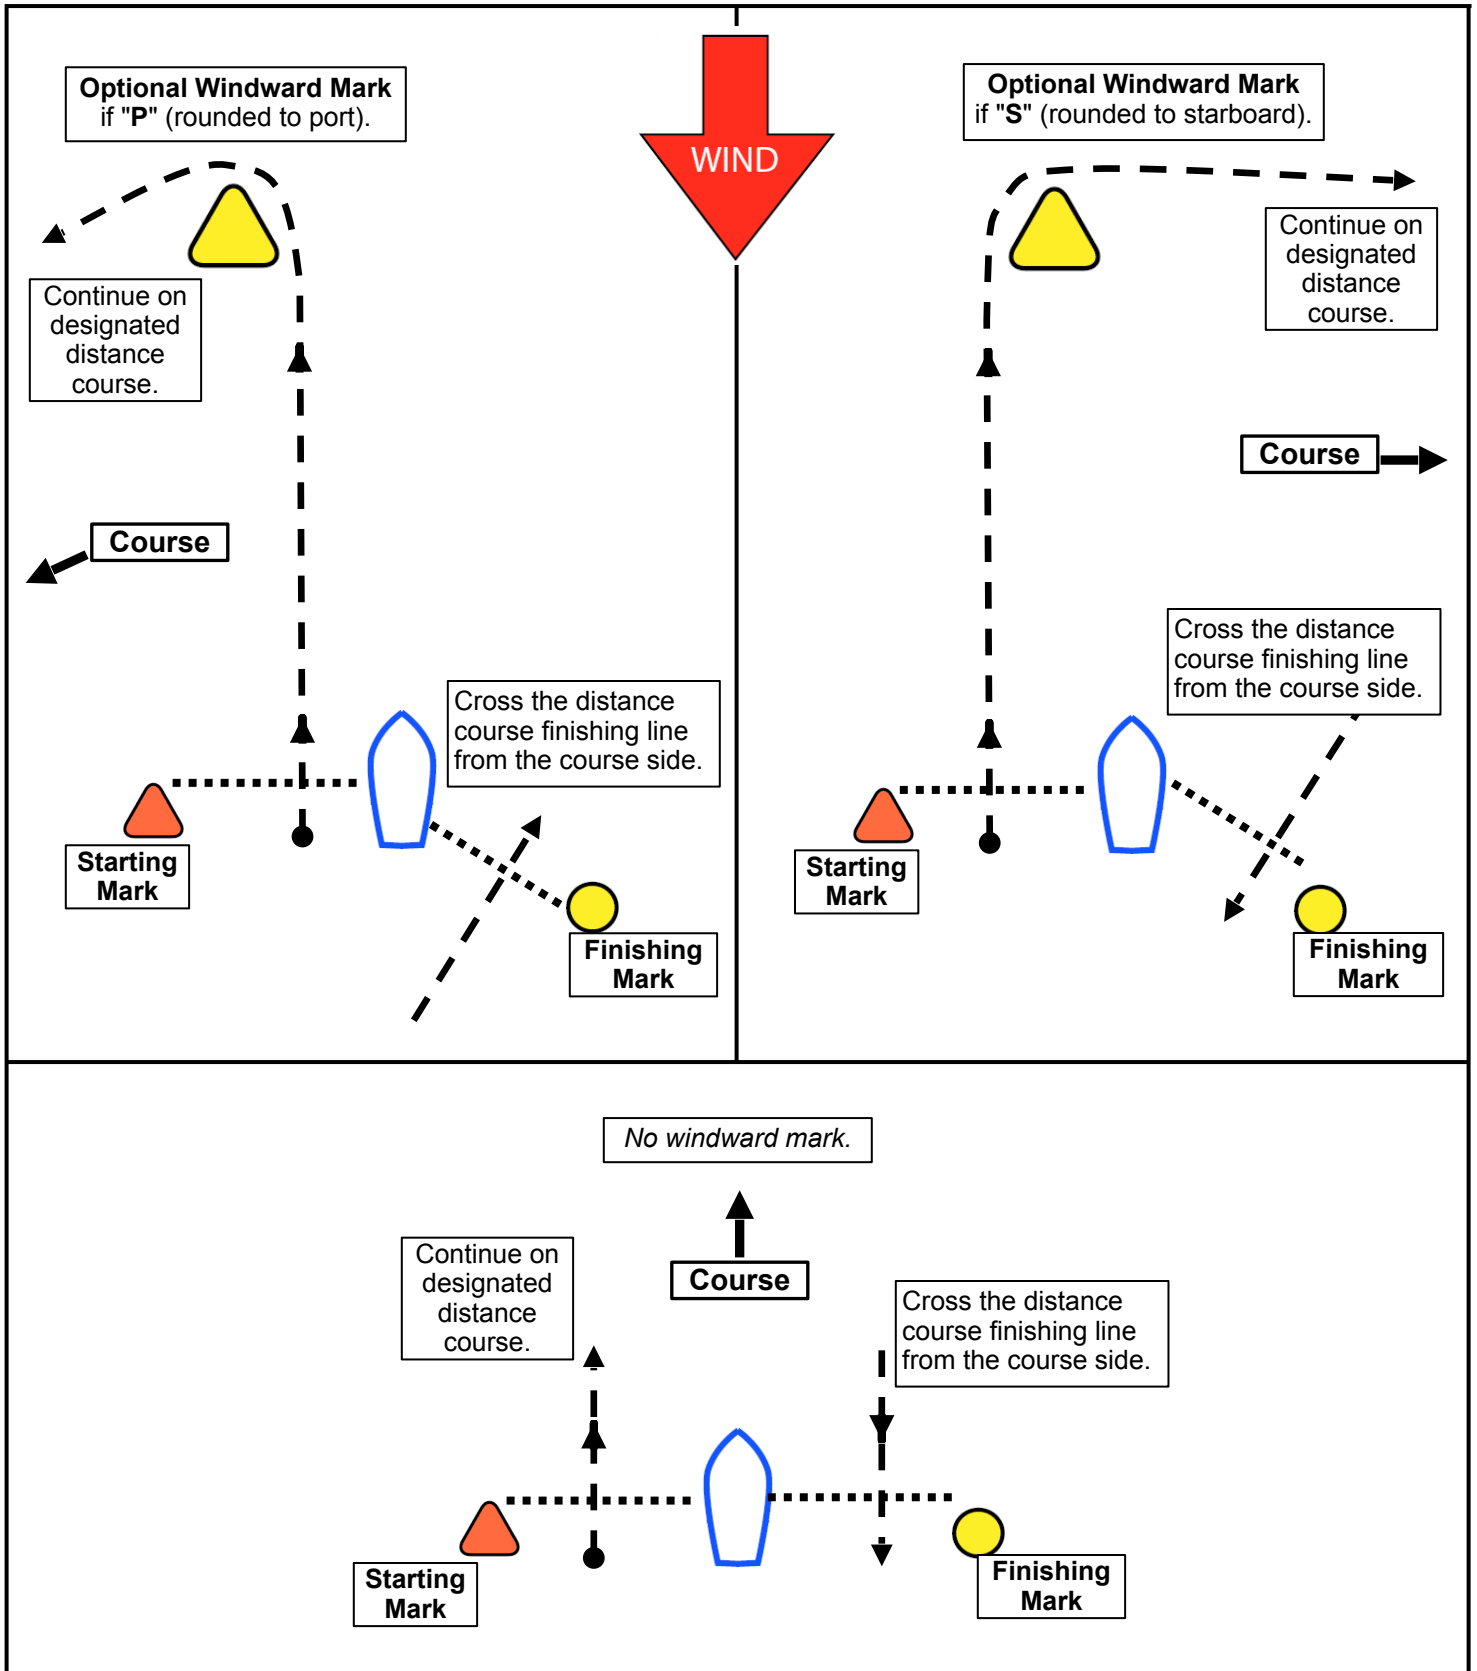 Optional Windward Mark
if "P" (rounded to port).
Continue on
designated
distance
course.
Course
Cross the distance
course finishing line
from the course side.
Starting
Mark
Finishing
Mark
WIND
Optional Windward Mark
if "S" (rounded to starboard).
Continue on
designated
distance
course.
Course
Cross the distance
course finishing line
from the course side.
Starting
Mark
Finishing
Mark
No windward mark.
Course
Continue on
designated
distance
course.
Cross the distance
course finishing line
from the course side.
Starting
Mark
Finishing
Mark